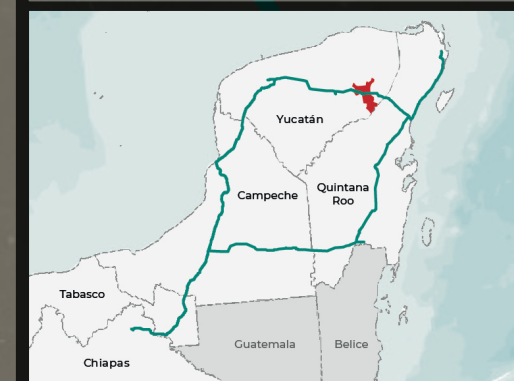 Yucatán
Campeche
Quintana
Roo
Tabasco
Guatemala
Belice
Chiapas